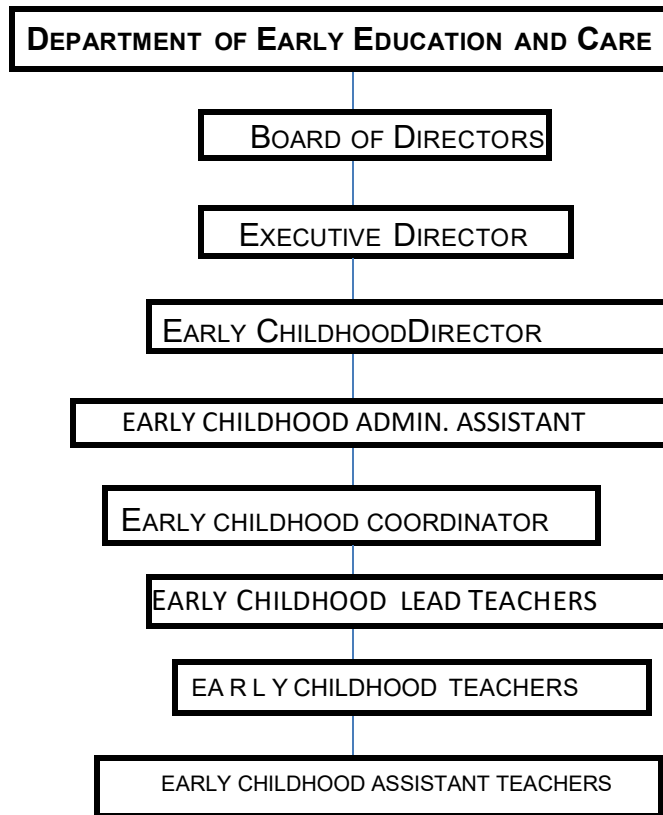 DEPARTMENT OF EARLY EDUCATION AND CARE
BOARD OF DIRECTORS
EXECUTIVE DIRECTOR
EARLY CHILDHOODDIRECTOR
EARLY CHILDHOOD ADMIN. ASSISTANT
EARLY CHILDHOOD COORDINATOR
EARLY CHILDHOOD LEAD TEACHERS
EA R L Y CHILDHOOD TEACHERS
EARLY CHILDHOOD ASSISTANT TEACHERS